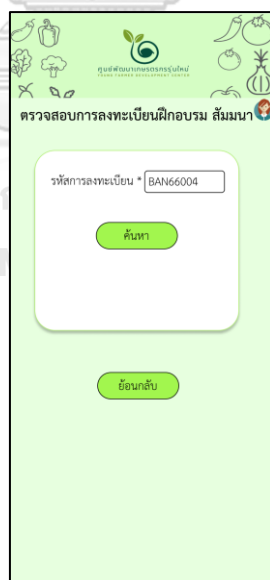 ศูนย์พัฒนาเกษตรกรรุ่นใหม่
YOUNG FARMER DEVELOPMENT CENTER
ตรวจสอบการลงทะเบียนฝึกอบรม สัมมนา
รหัสการลงทะเบียน * BAN66004
ค้นหา
ย้อนกลับ